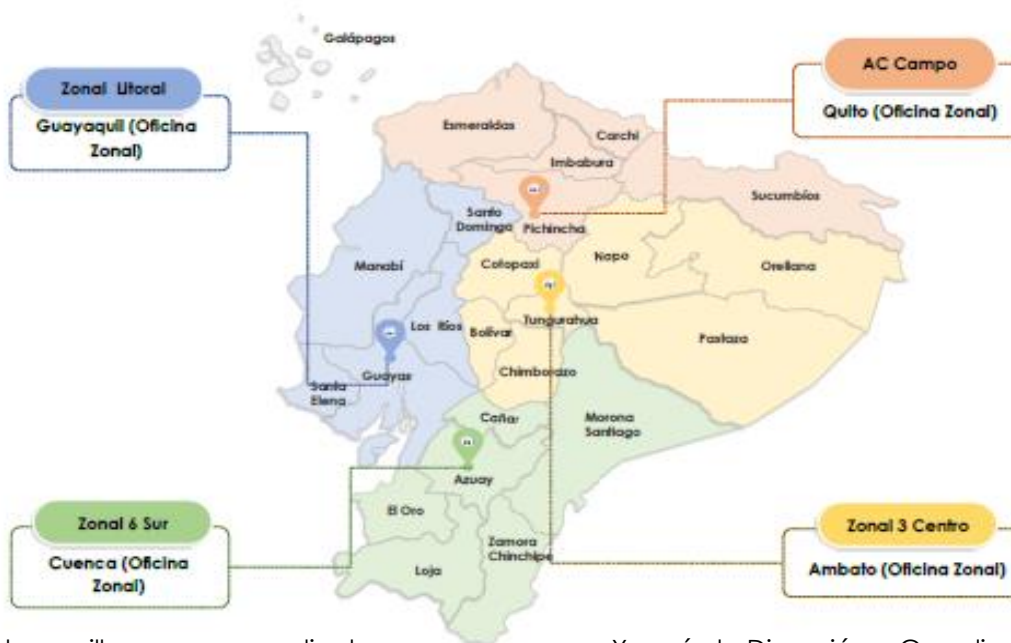 Galápagos
Zonal Litoral
Guayaquil (Oficina
Zonal)
AC Campo
Quito (Oficina Zonal)
Esmeraldas
Carchi
Imbabura
Sucumbíos
Santo
Domingo
Pichincha
Manabí
Cotopaxi
Napo
Orellana
Los Ríos
Bolívar
Tungurahua
Pastaza
Guayas
Chimborazo
Santa
Elena
Cañar
Morona
Santiago
Azuay
El Oro
Zamora
Chinchipe
Loja
Zonal 6 Sur
Cuenca (Oficina
Zonal)
Zonal 3 Centro
Ambato (Oficina Zonal)